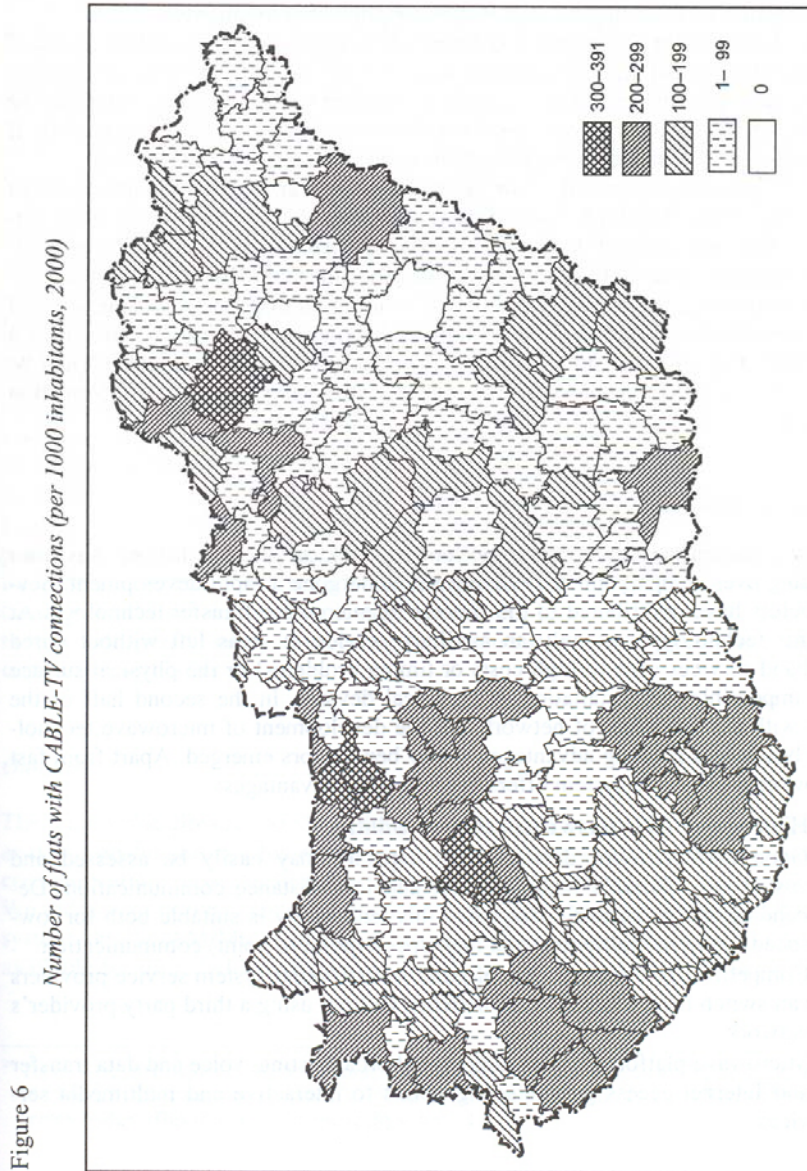 Figure 6
Number of flats with CABLE-TV connections (per 1000 inhabitants, 2000)
300–391
200–299
100–199
1– 99
0